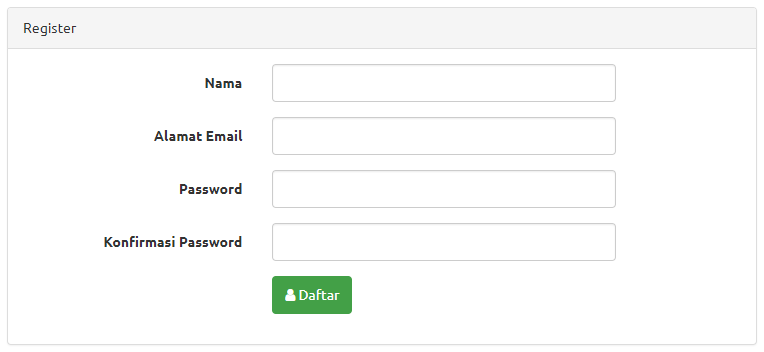 Register
Nama
Alamat Email
Password
Konfirmasi Password
Daftar